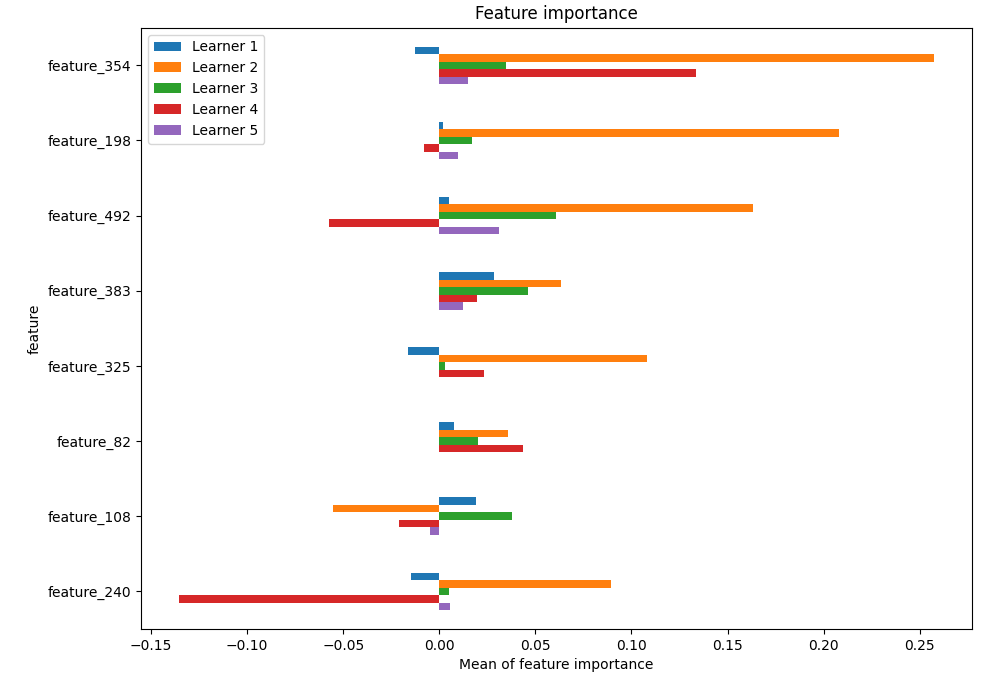 Feature importance
Learner 1
Learner 2
Learner 3
Learner 4
Learner 5
feature_354
feature_198
feature_492
feature_383
feature_325
feature_82
feature_108
feature_240
feature
−0.15 −0.10 −0.05 0.00 0.05 0.10 0.15 0.20 0.25
Mean of feature importance